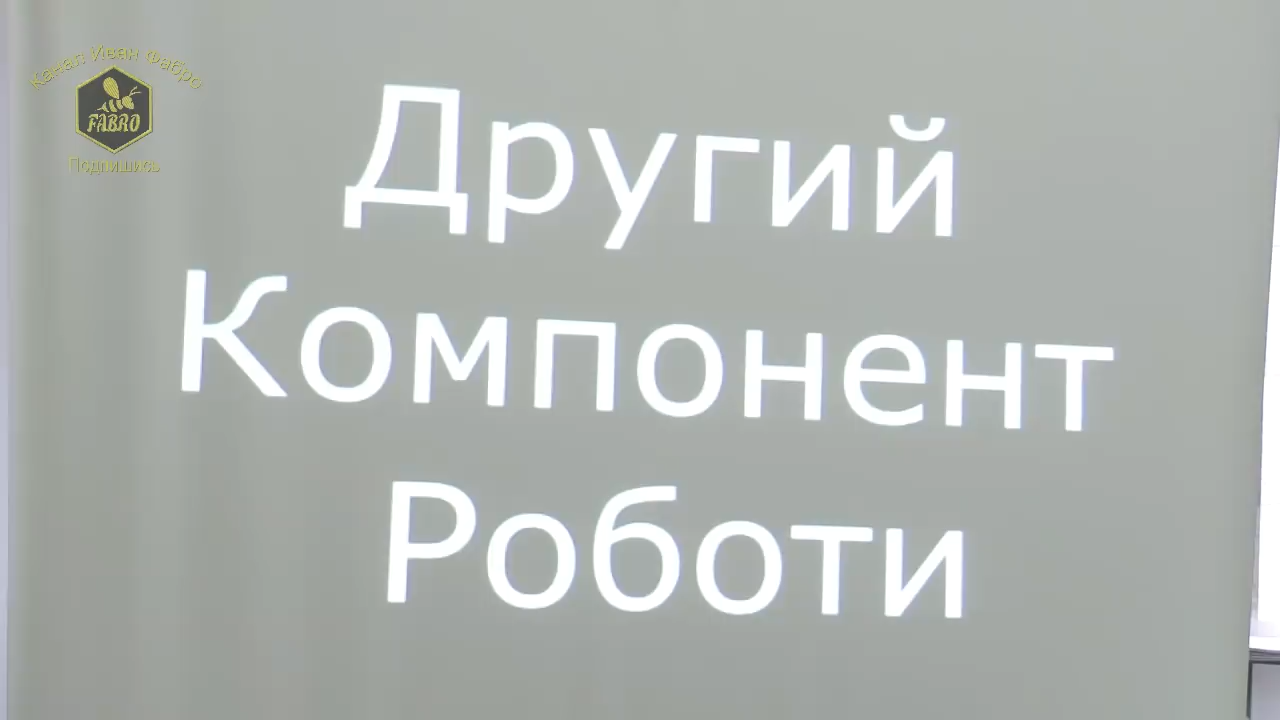 Канал Иван Фабро
FABRO
Подпишись
Другий
Компонент
Роботи